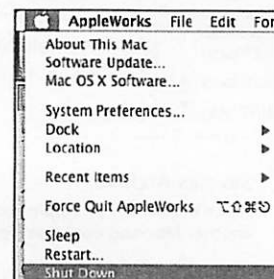 AppleWorks File Edit For
About This Mac
Software Update...
Mac OS X Software...
System Preferences...
Dock
Location
Recent Items
Force Quit AppleWorks ⌥⇧⌘⎋
Sleep
Restart...
Shut Down